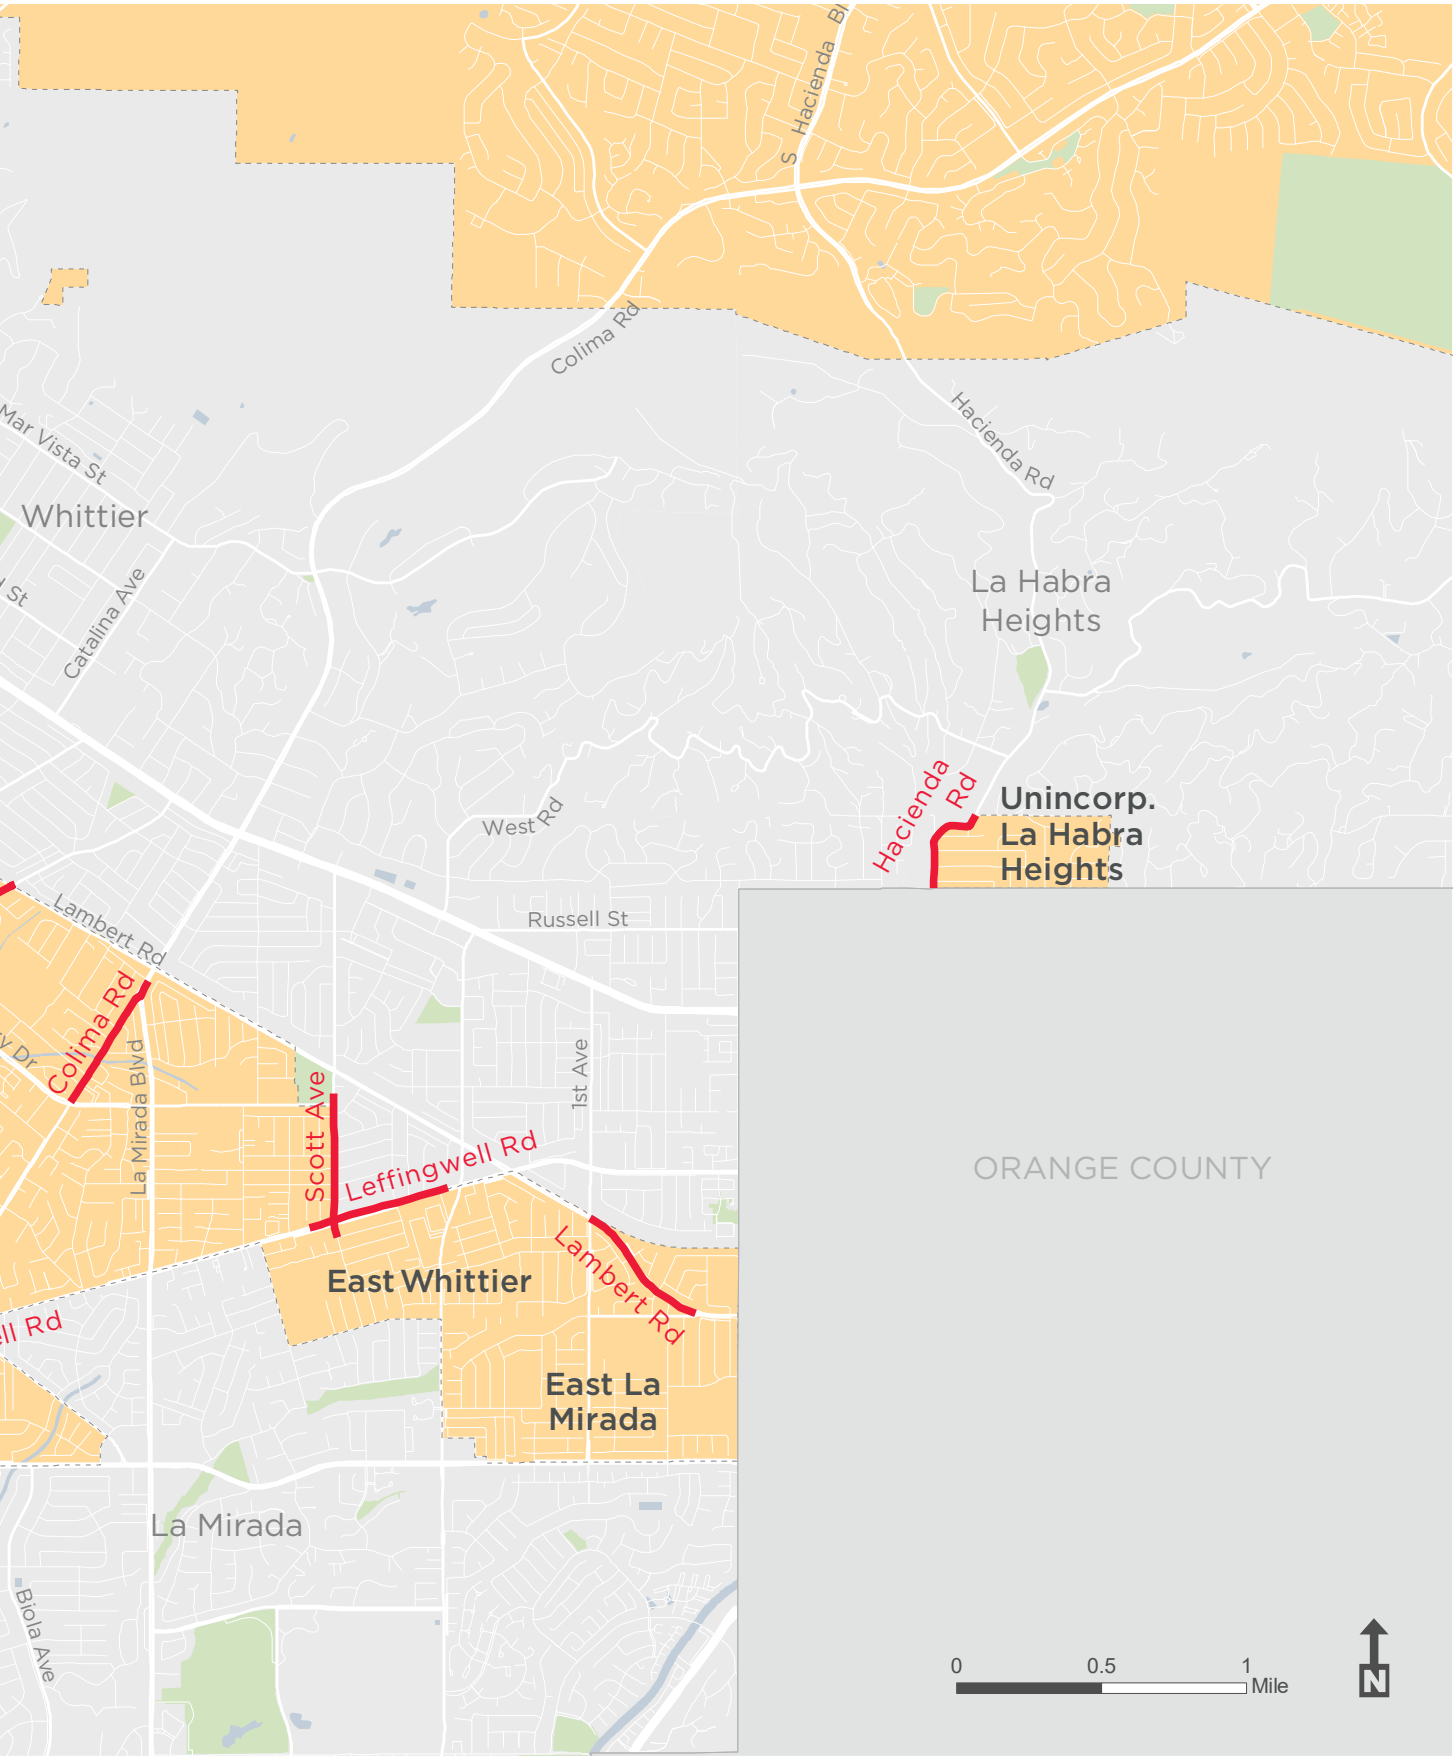 S Hacienda Bl
Colima Rd
Hacienda Rd
Mar Vista St
Whittier
St
Catalina Ave
La Habra
Heights
Hacienda
Rd
Unincorp.
La Habra
Heights
West Rd
Russell St
Lambert Rd
Colima Rd
y Dr
La Mirada Blvd
1st Ave
Scott Ave
Leffingwell Rd
ORANGE COUNTY
Lambert Rd
East Whittier
ell Rd
East La
Mirada
La Mirada
Biola Ave
0 0.5 1
Mile
N